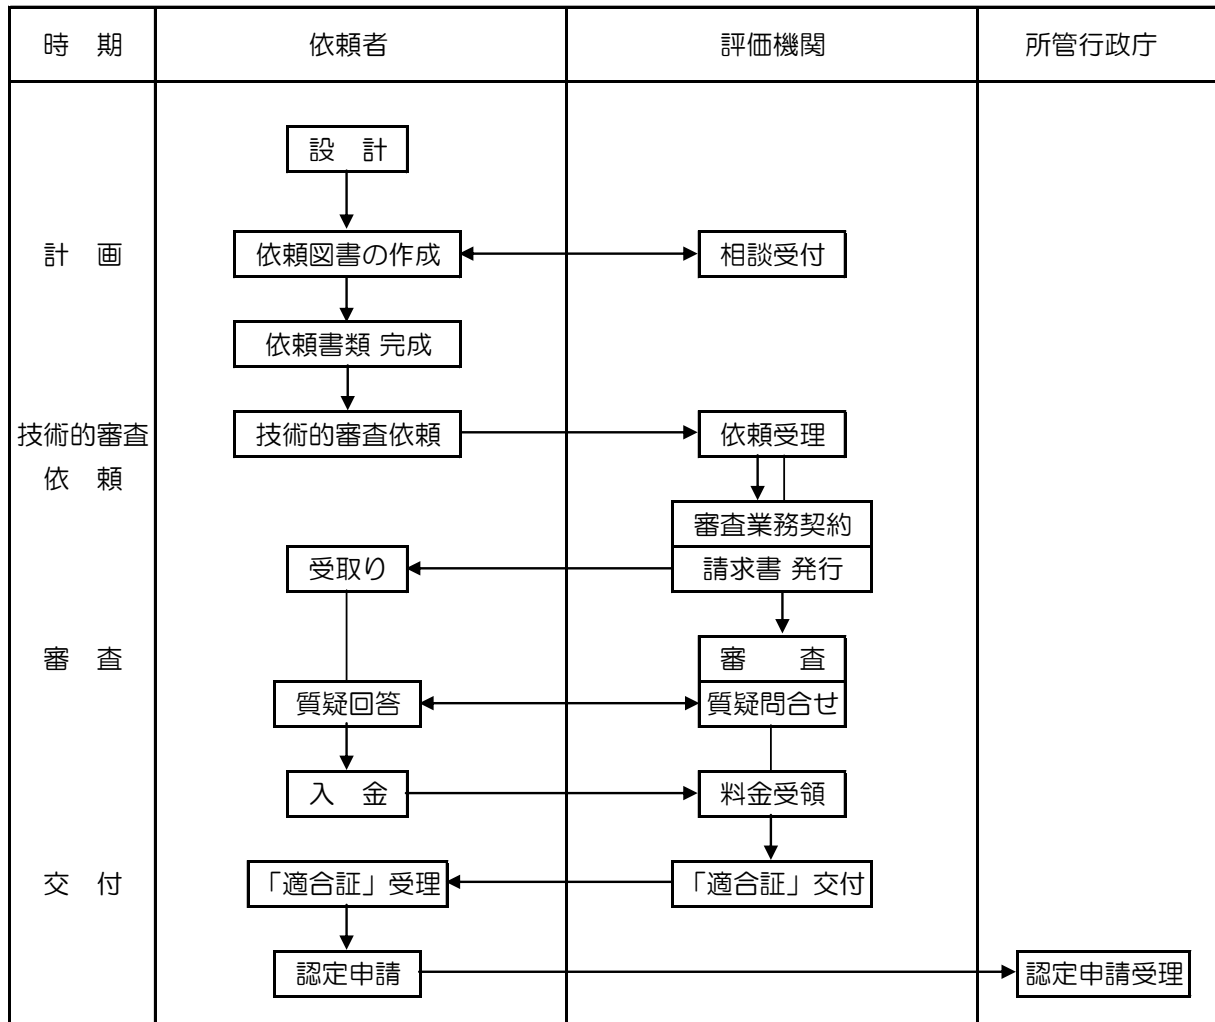 時　期　依頼者　評価機関　所管行政庁
設　計
計　画　依頼図書の作成　相談受付
依頼書類 完成
技術的審査　技術的審査依頼　依頼受理
依　頼
審査業務契約
受取り　請求書 発行
審　査　審　　査
質疑回答　質疑問合せ
入　金　料金受領
交　付　「適合証」受理　「適合証」交付
認定申請　認定申請受理